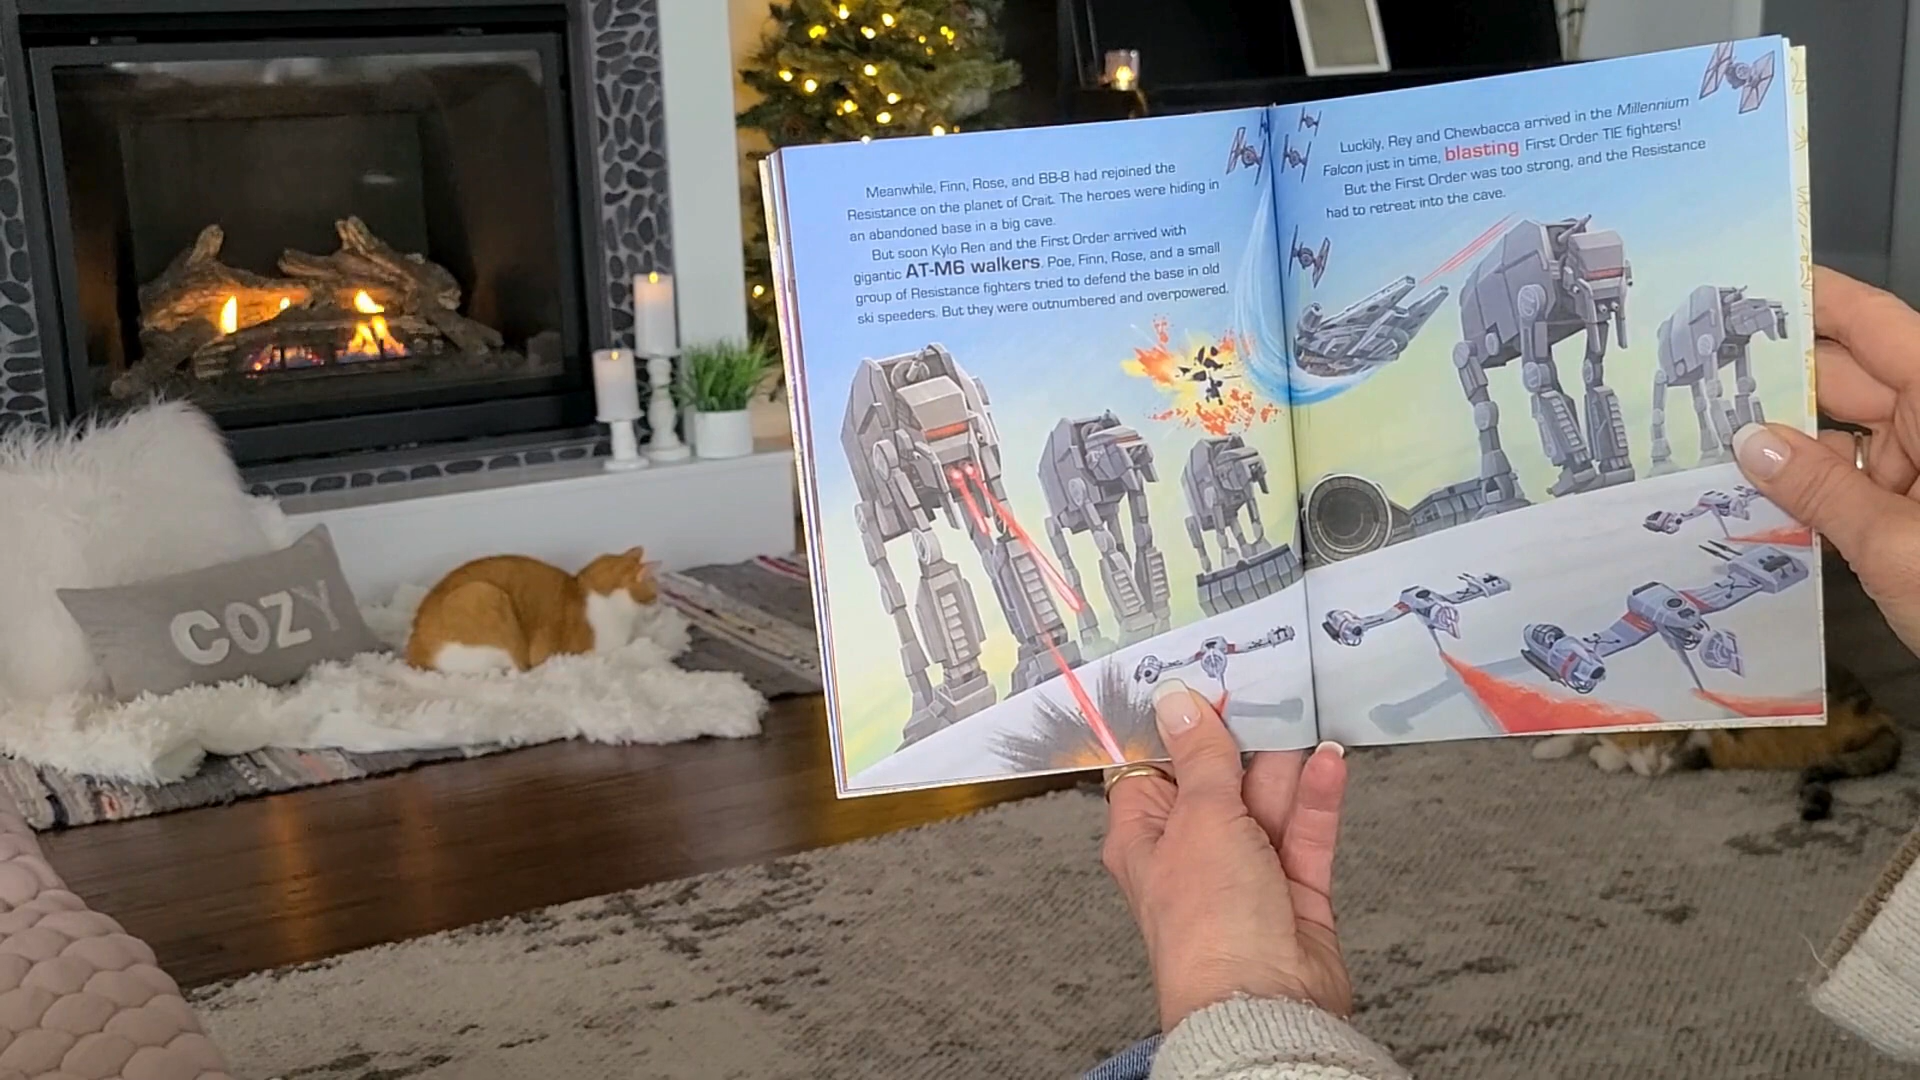 COZY
Meanwhile, Finn, Rose, and BB-8 had rejoined the
Resistance on the planet of Crait. The heroes were hiding in
an abandoned base in a big cave.
But soon Kylo Ren and the First Order arrived with
gigantic AT-M6 walkers. Poe, Finn, Rose, and a small
group of Resistance fighters tried to defend the base in old
ski speeders. But they were outnumbered and overpowered.
Luckily, Rey and Chewbacca arrived in the Millennium
Falcon just in time, blasting First Order TIE fighters!
But the First Order was too strong, and the Resistance
had to retreat into the cave.